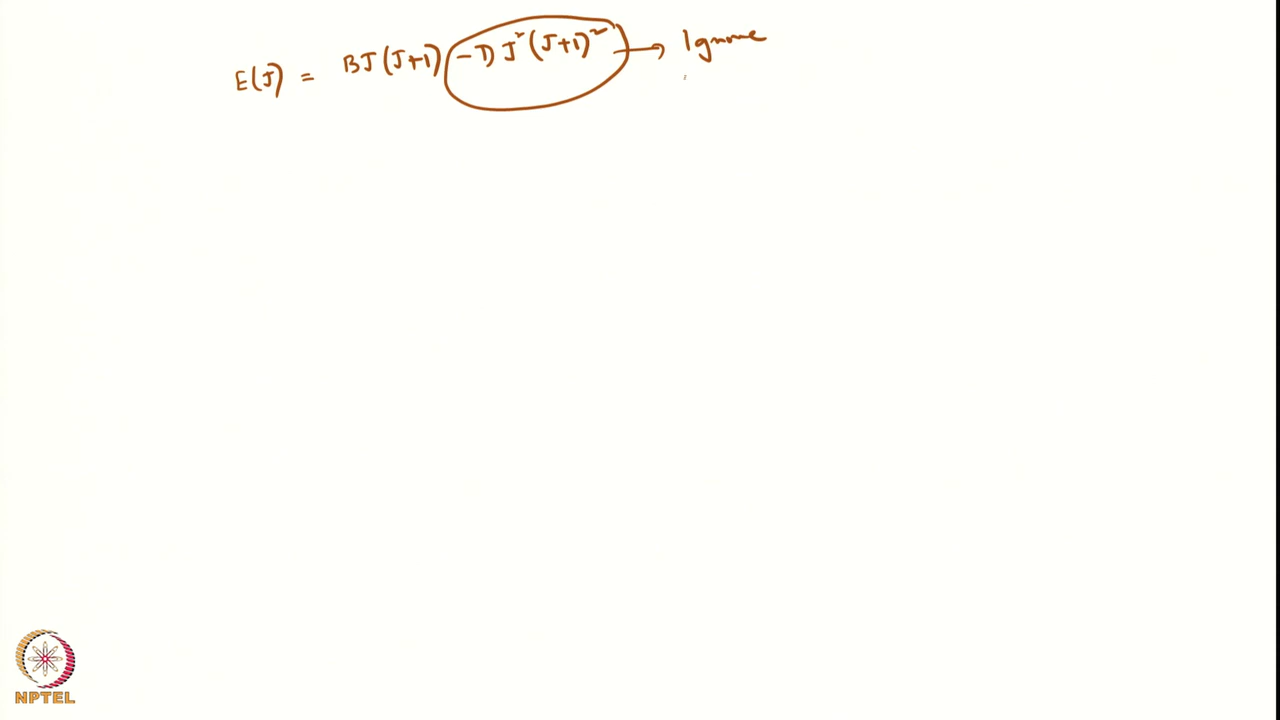 E(J) = BJ(J+1) -DJ²(J+1)² → Ignore
NPTEL